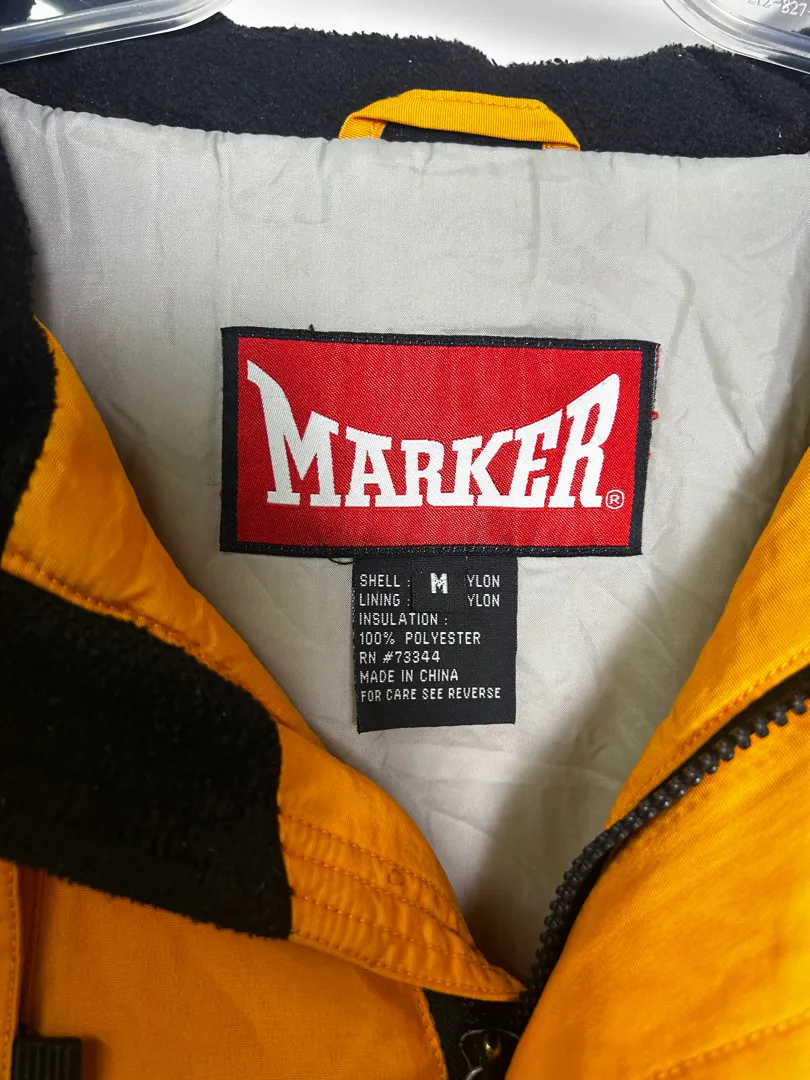 MARKER®
SHELL : M YLON
LINING : YLON
INSULATION :
100% POLYESTER
RN #73344
MADE IN CHINA
FOR CARE SEE REVERSE